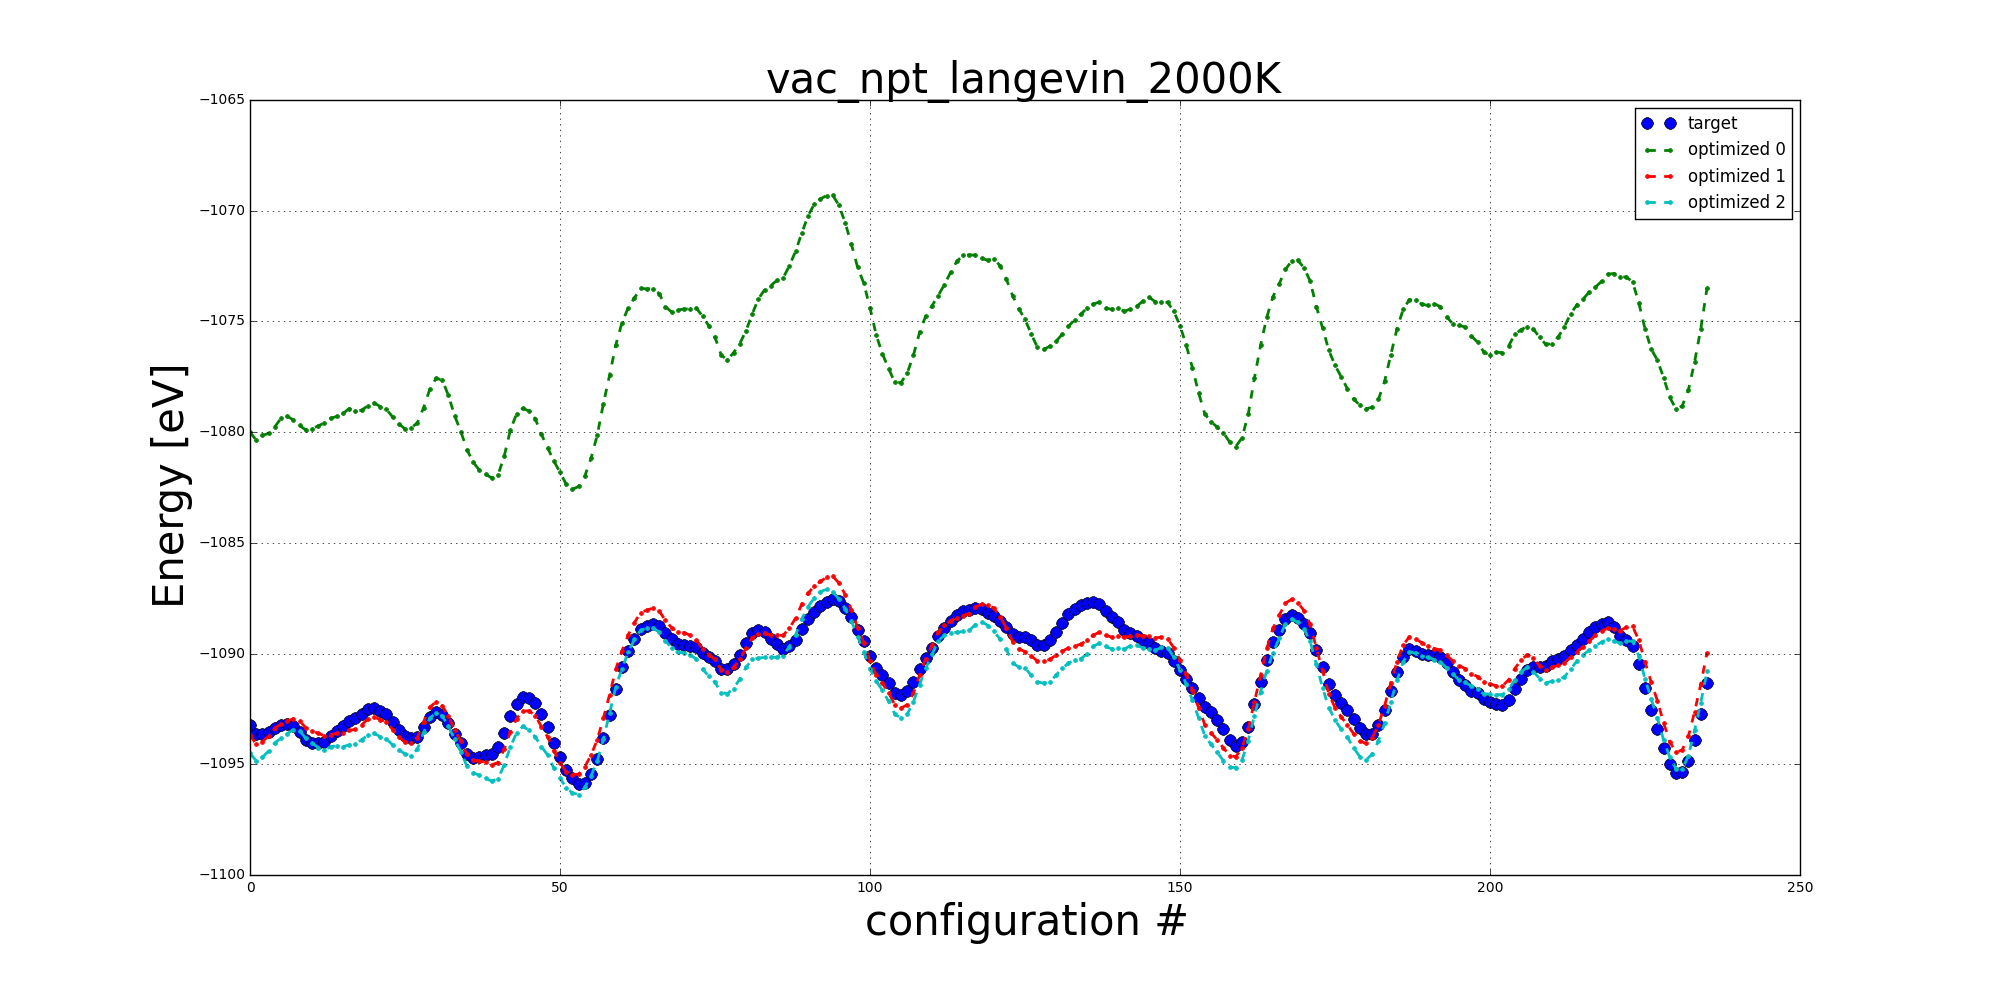 vac_npt_langevin_2000K
−1065
−1070
−1075
−1080
−1085
−1090
−1095
−1100
Energy [eV]
target
optimized 0
optimized 1
optimized 2
0
50
100
150
200
250
configuration #